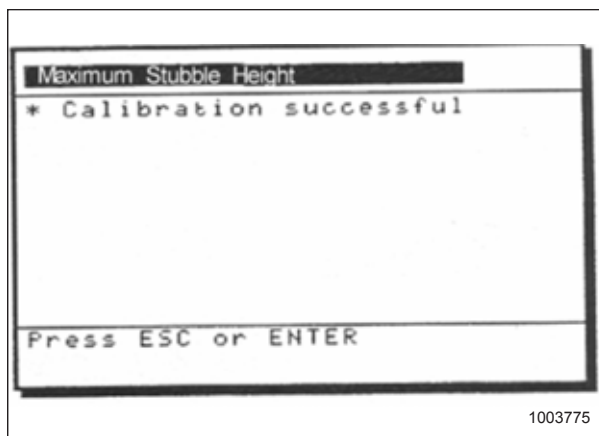 Maximum Stubble Height
* Calibration successful
Press ESC or ENTER
1003775